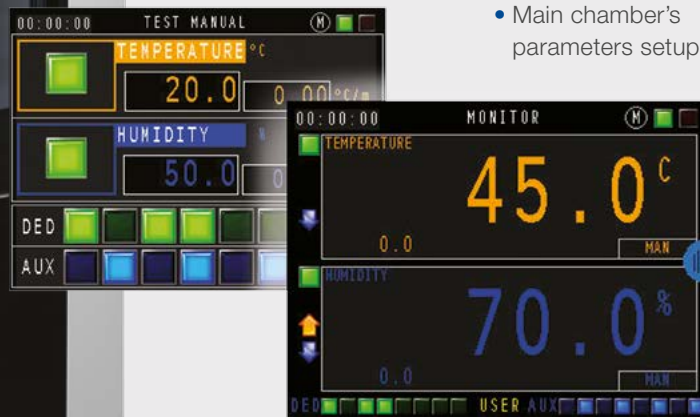 • Main chamber's
parameters setup
00:00:00 TEST MANUAL M
TEMPERATURE °C
20.0 0.00 °C/m
HUMIDITY %
50.0 0
DED
AUX
00:00:00 MONITOR M
TEMPERATURE
45.0 C
0.0 MAN
HUMIDITY
70.0 %
0.0 MAN
DED USER AUX